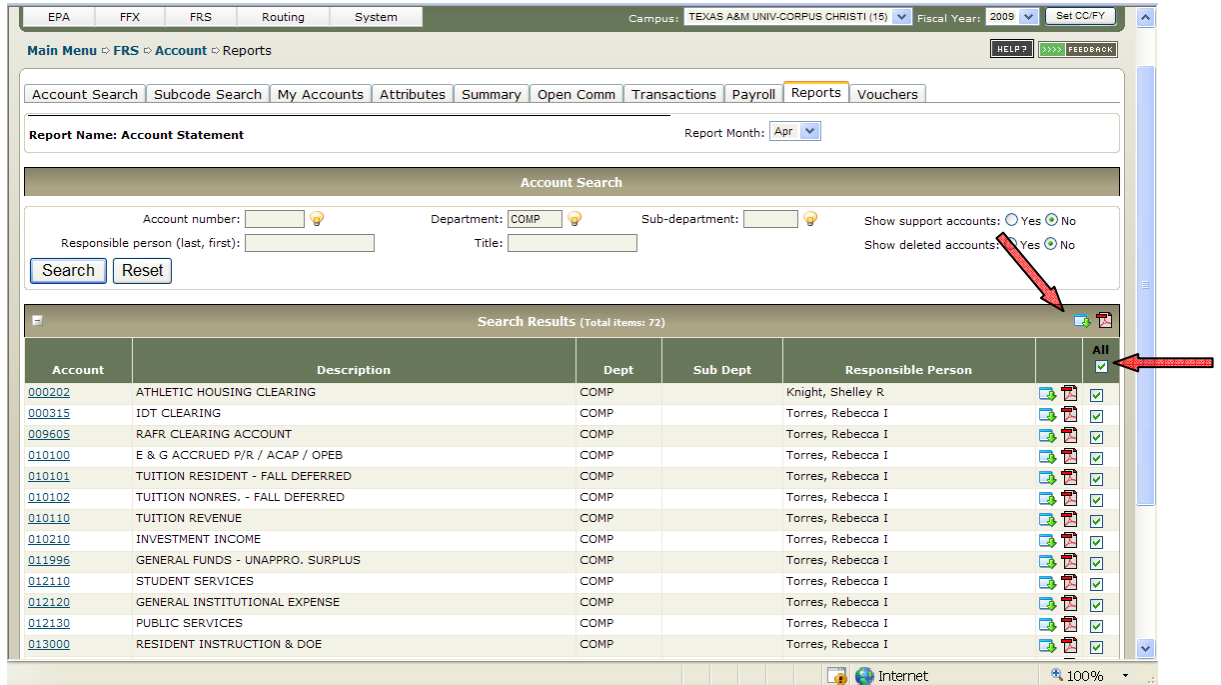 EPA FFX FRS Routing System Campus: TEXAS A&M UNIV-CORPUS CHRISTI (15) Fiscal Year: 2009 Set CC/FY
Main Menu ⇨ FRS ⇨ Account ⇨ Reports HELP? >>>> FEEDBACK
Account Search Subcode Search My Accounts Attributes Summary Open Comm Transactions Payroll Reports Vouchers
Report Name: Account Statement Report Month: Apr
Account Search
Account number: Department: COMP Sub-department: Show support accounts: Yes No
Responsible person (last, first): Title: Show deleted accounts: Yes No
Search Reset
Search Results (Total items: 72)
All
Account Description Dept Sub Dept Responsible Person
000202 ATHLETIC HOUSING CLEARING COMP Knight, Shelley R
000315 IDT CLEARING COMP Torres, Rebecca I
009605 RAFR CLEARING ACCOUNT COMP Torres, Rebecca I
010100 E & G ACCRUED P/R / ACAP / OPEB COMP Torres, Rebecca I
010101 TUITION RESIDENT - FALL DEFERRED COMP Torres, Rebecca I
010102 TUITION NONRES. - FALL DEFERRED COMP Torres, Rebecca I
010110 TUITION REVENUE COMP Torres, Rebecca I
010210 INVESTMENT INCOME COMP Torres, Rebecca I
011996 GENERAL FUNDS - UNAPPRO. SURPLUS COMP Torres, Rebecca I
012110 STUDENT SERVICES COMP Torres, Rebecca I
012120 GENERAL INSTITUTIONAL EXPENSE COMP Torres, Rebecca I
012130 PUBLIC SERVICES COMP Torres, Rebecca I
013000 RESIDENT INSTRUCTION & DOE COMP Torres, Rebecca I
Internet 100%